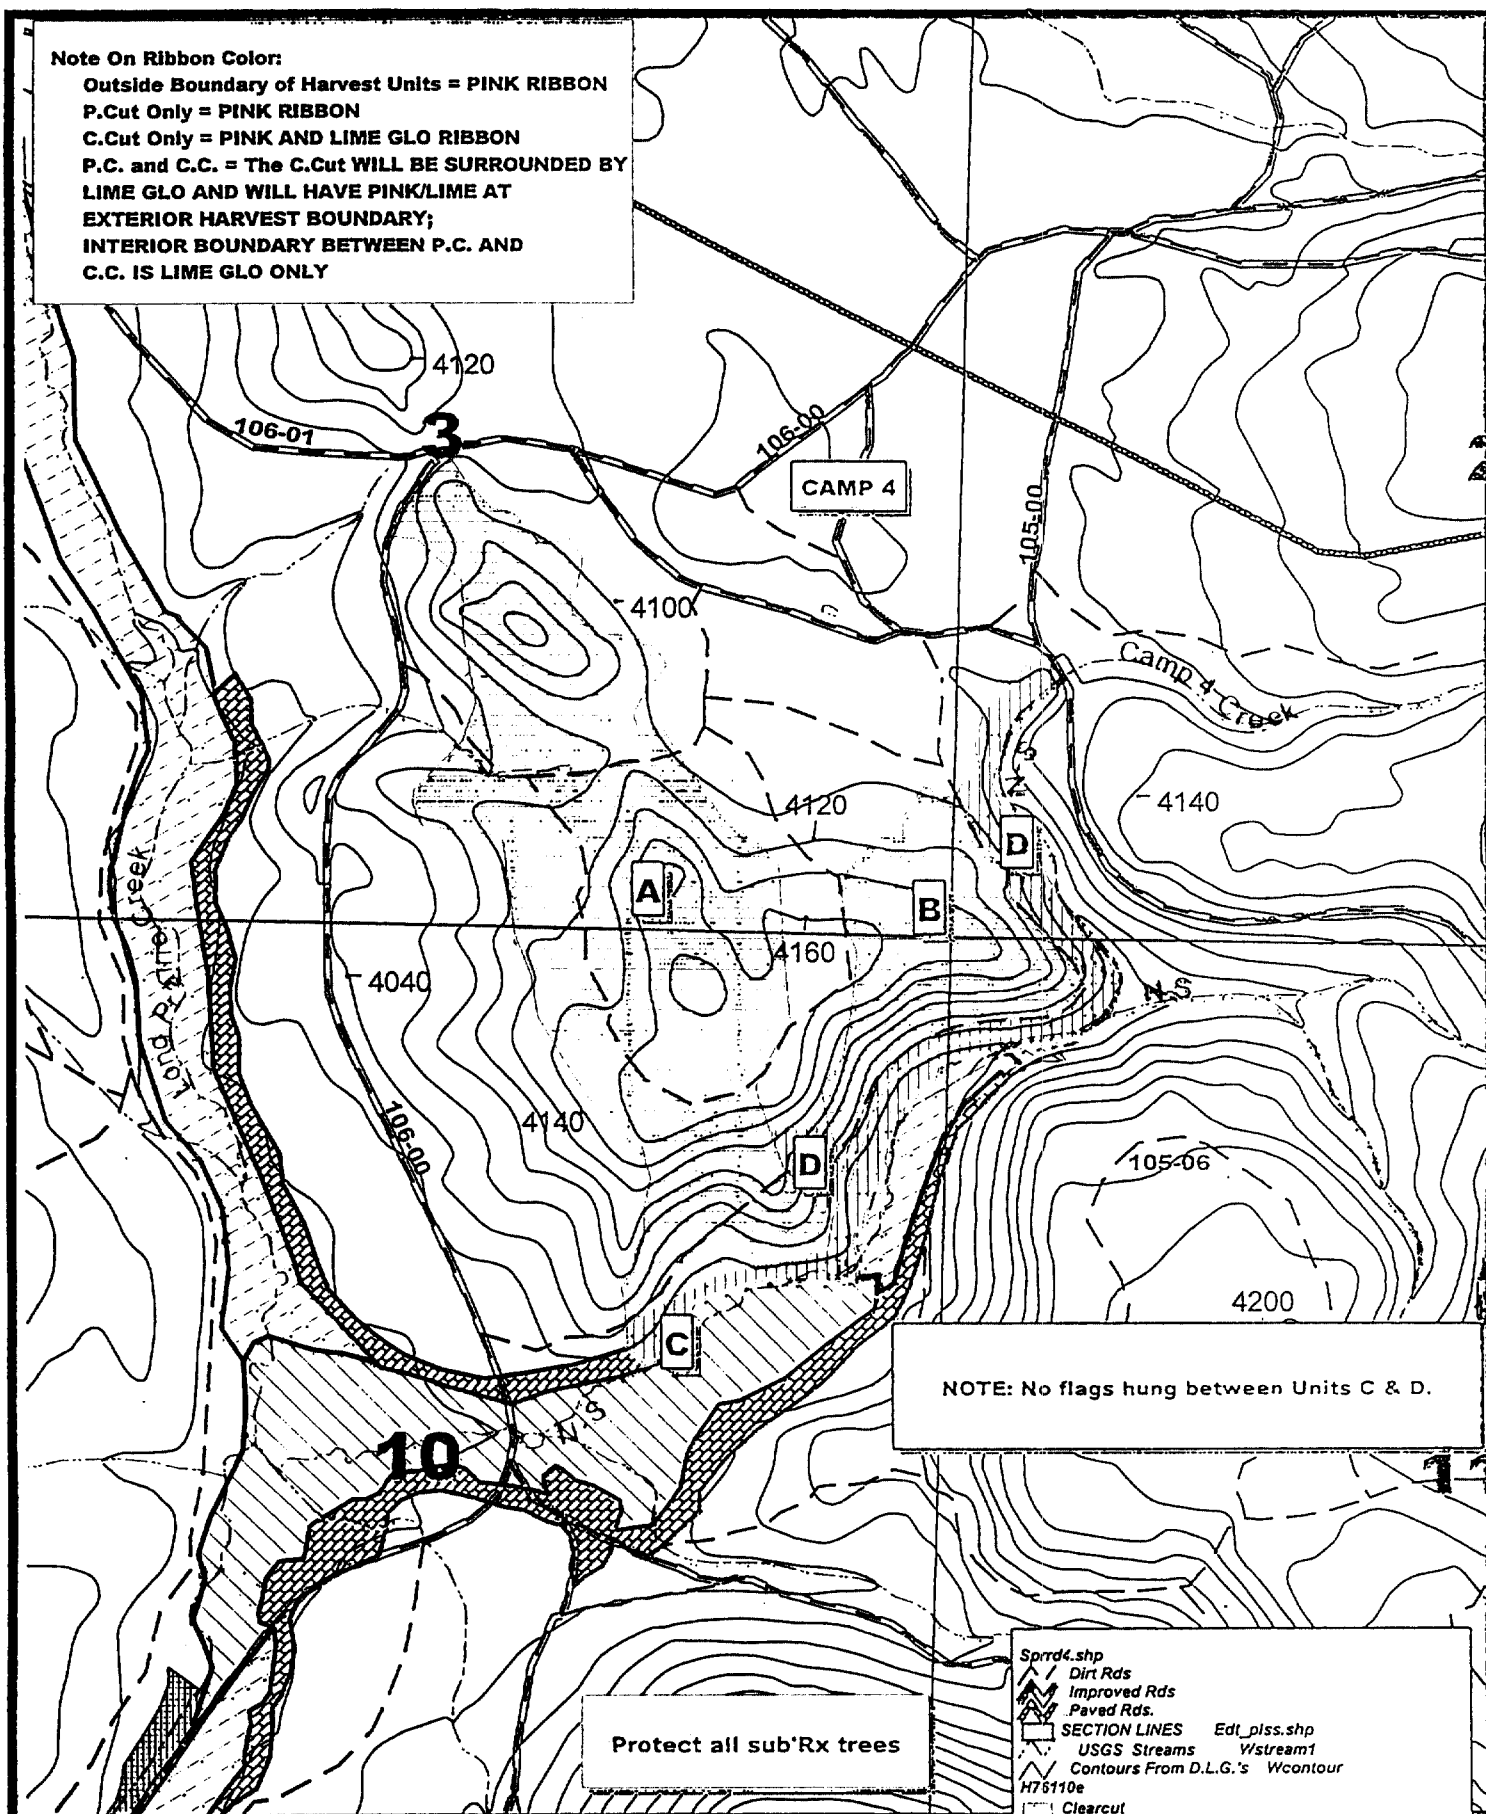 Note On Ribbon Color:
Outside Boundary of Harvest Units = PINK RIBBON
P.Cut Only = PINK RIBBON
C.Cut Only = PINK AND LIME GLO RIBBON
P.C. and C.C. = The C.Cut WILL BE SURROUNDED BY
LIME GLO AND WILL HAVE PINK/LIME AT
EXTERIOR HARVEST BOUNDARY;
INTERIOR BOUNDARY BETWEEN P.C. AND
C.C. IS LIME GLO ONLY
4120
106-01
3
106-00
CAMP 4
105-00
4100
Camp 4 Creek
N.S
4120
4140
D
A
B
4160
4040
Long Prairie Creek
N.S
4140
106-00
D
105-06
4200
C
NOTE: No flags hung between Units C & D.
N.S
10
Protect all sub'Rx trees
Sprrd4.shp
Dirt Rds
Improved Rds
Paved Rds.
SECTION LINES Edt_plss.shp
USGS Streams Wstream1
Contours From D.L.G.'s Wcontour
H76110e
Clearcut